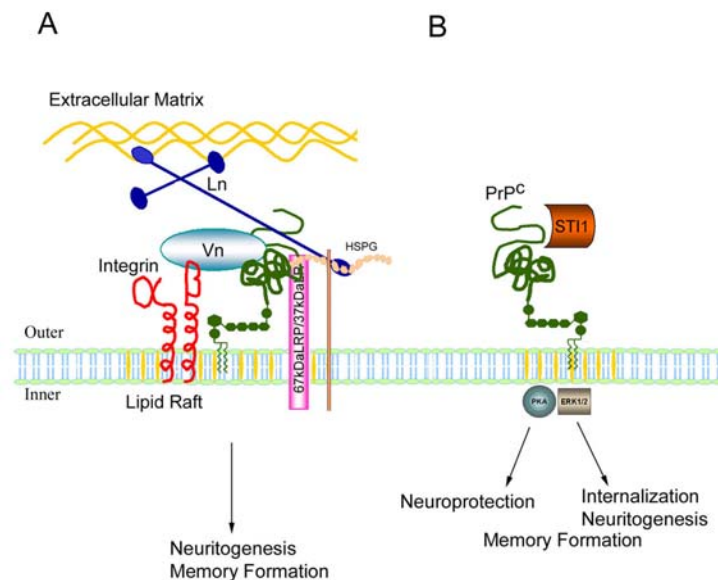 A
B
Extracellular Matrix
Ln
PrPC
STI1
Vn
HSPG
Integrin
67kDaLRP/37kDaLR
Outer
Inner
Lipid Raft
PKA
ERK1/2
Neuroprotection
Internalization
Neuritogenesis
Memory Formation
Neuritogenesis
Memory Formation